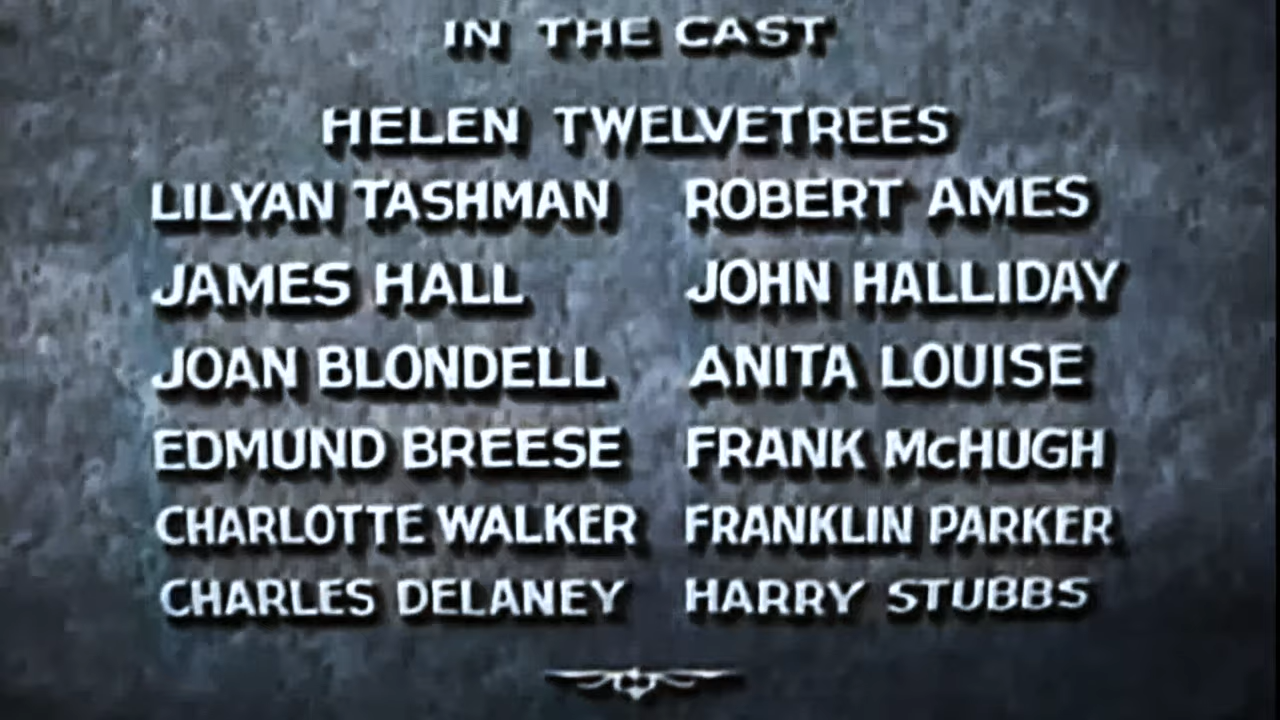 IN THE CAST
HELEN TWELVETREES
LILYAN TASHMAN ROBERT AMES
JAMES HALL JOHN HALLIDAY
JOAN BLONDELL ANITA LOUISE
EDMUND BREESE FRANK McHUGH
CHARLOTTE WALKER FRANKLIN PARKER
CHARLES DELANEY HARRY STUBBS